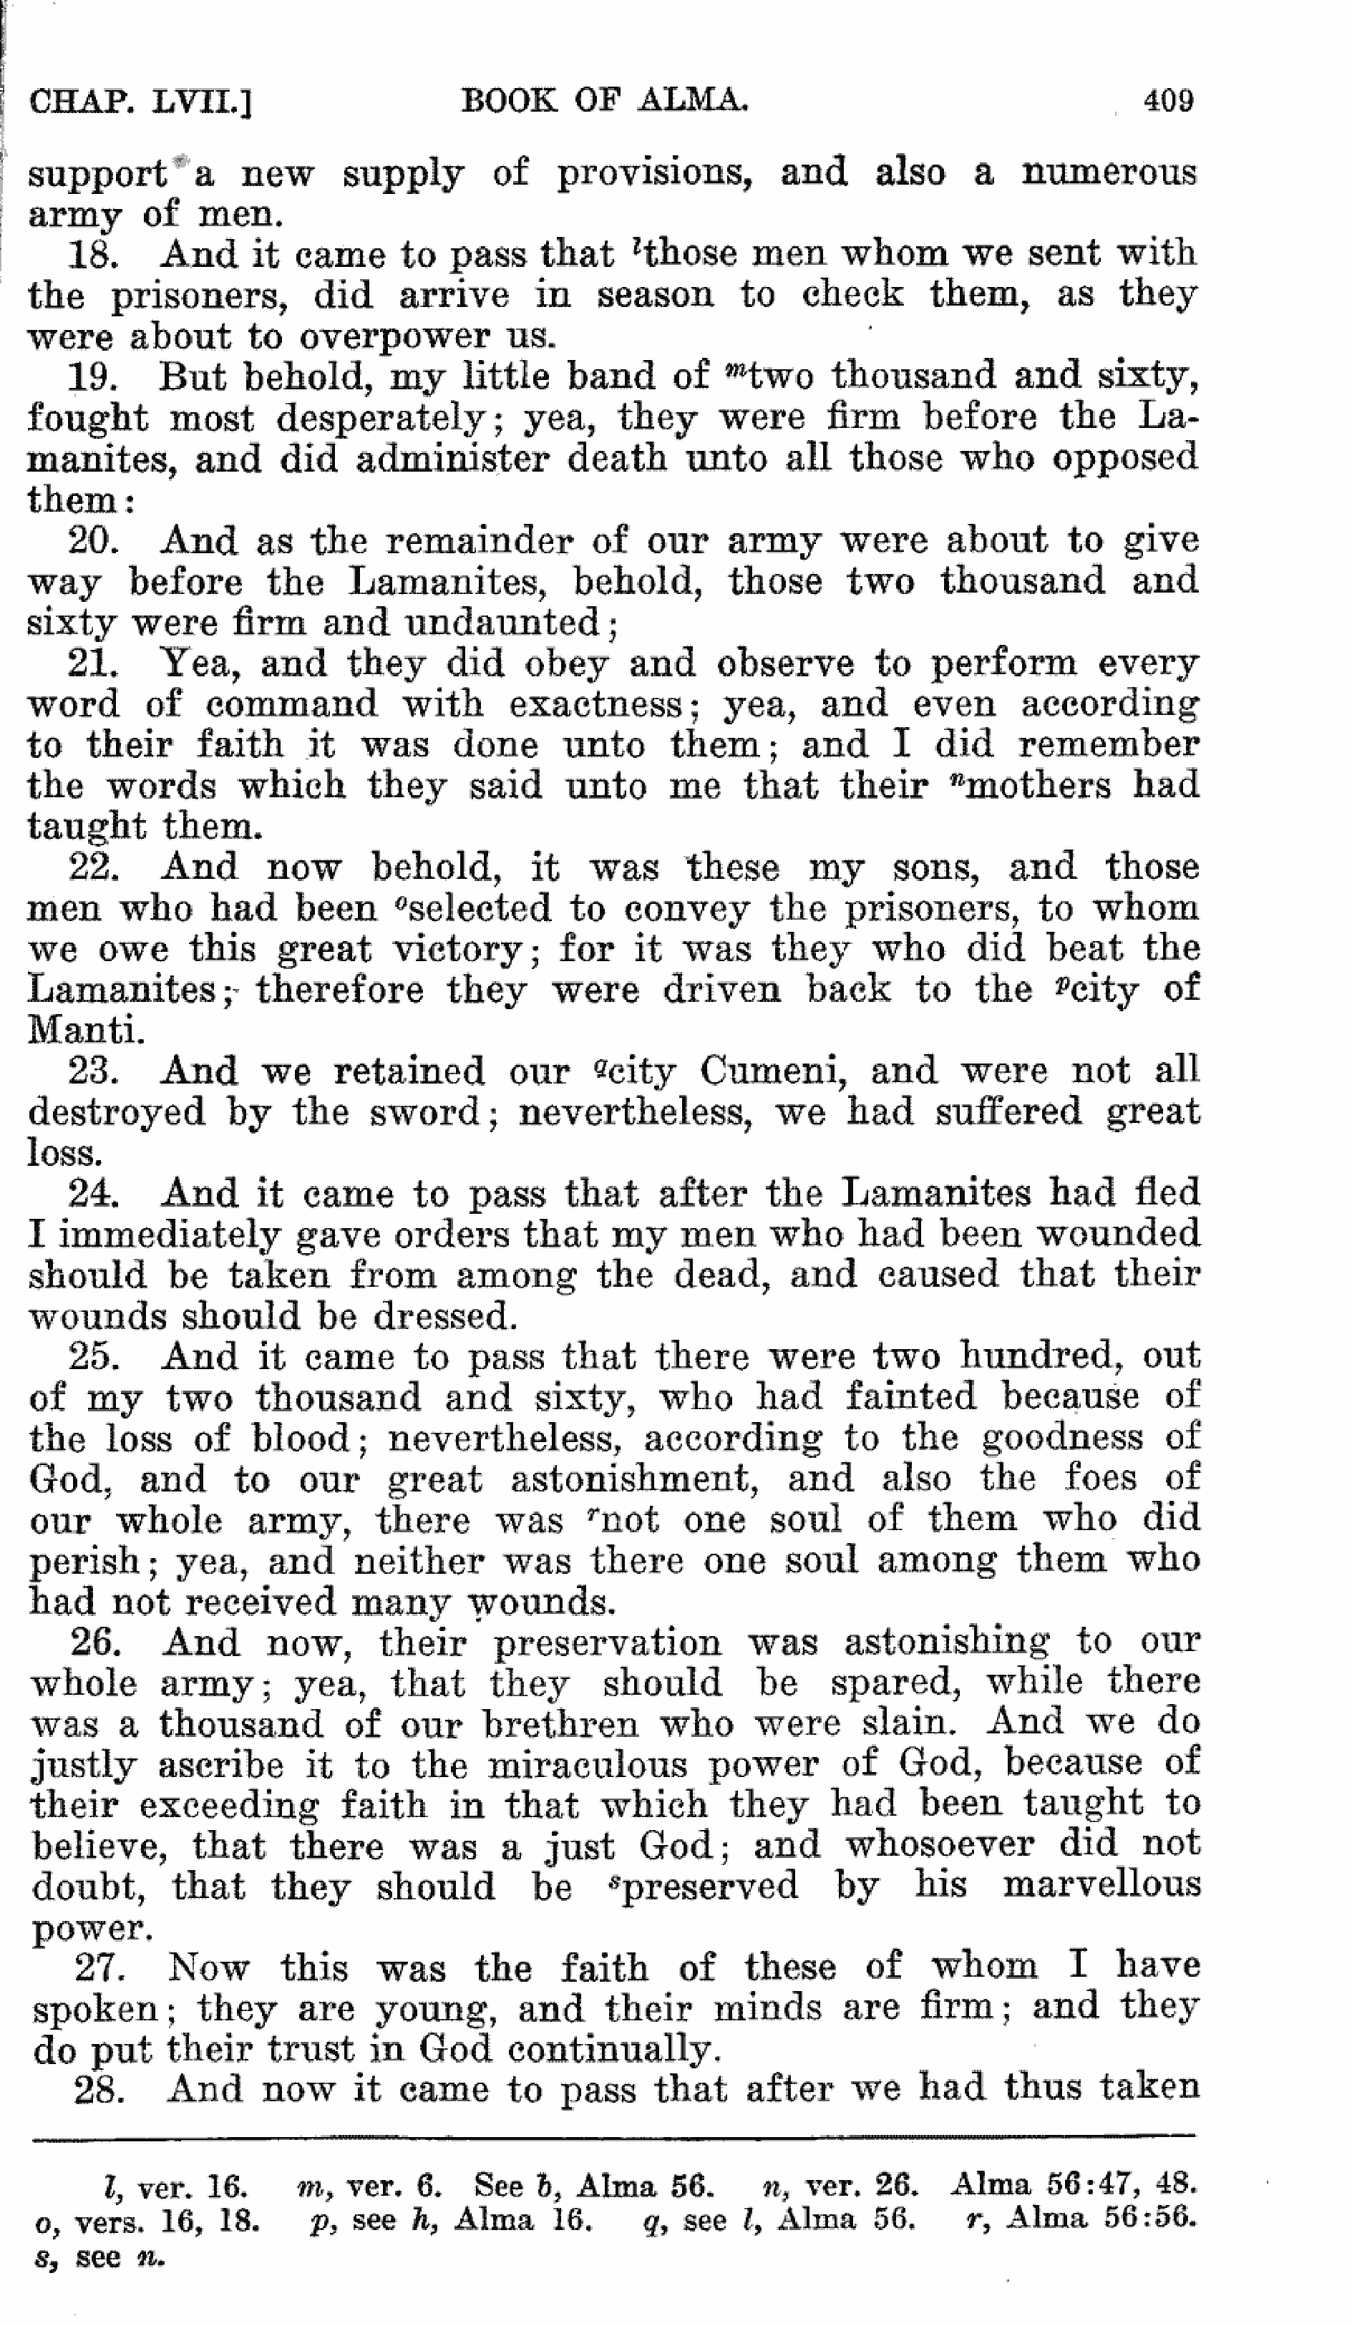 CHAP. LVII.] BOOK OF ALMA. 409
support a new supply of provisions, and also a numerous
army of men.
18. And it came to pass that lthose men whom we sent with
the prisoners, did arrive in season to check them, as they
were about to overpower us.
19. But behold, my little band of mtwo thousand and sixty,
fought most desperately; yea, they were firm before the La-
manites, and did administer death unto all those who opposed
them:
20. And as the remainder of our army were about to give
way before the Lamanites, behold, those two thousand and
sixty were firm and undaunted;
21. Yea, and they did obey and observe to perform every
word of command with exactness; yea, and even according
to their faith it was done unto them; and I did remember
the words which they said unto me that their nmothers had
taught them.
22. And now behold, it was these my sons, and those
men who had been oselected to convey the prisoners, to whom
we owe this great victory; for it was they who did beat the
Lamanites; therefore they were driven back to the pcity of
Manti.
23. And we retained our qcity Cumeni, and were not all
destroyed by the sword; nevertheless, we had suffered great
loss.
24. And it came to pass that after the Lamanites had fled
I immediately gave orders that my men who had been wounded
should be taken from among the dead, and caused that their
wounds should be dressed.
25. And it came to pass that there were two hundred, out
of my two thousand and sixty, who had fainted because of
the loss of blood; nevertheless, according to the goodness of
God, and to our great astonishment, and also the foes of
our whole army, there was rnot one soul of them who did
perish; yea, and neither was there one soul among them who
had not received many wounds.
26. And now, their preservation was astonishing to our
whole army; yea, that they should be spared, while there
was a thousand of our brethren who were slain. And we do
justly ascribe it to the miraculous power of God, because of
their exceeding faith in that which they had been taught to
believe, that there was a just God; and whosoever did not
doubt, that they should be spreserved by his marvellous
power.
27. Now this was the faith of these of whom I have
spoken; they are young, and their minds are firm; and they
do put their trust in God continually.
28. And now it came to pass that after we had thus taken
l, ver. 16. m, ver. 6. See b, Alma 56. n, ver. 26. Alma 56:47, 48.
o, vers. 16, 18. p, see h, Alma 16. q, see l, Alma 56. r, Alma 56:56.
s, see n.